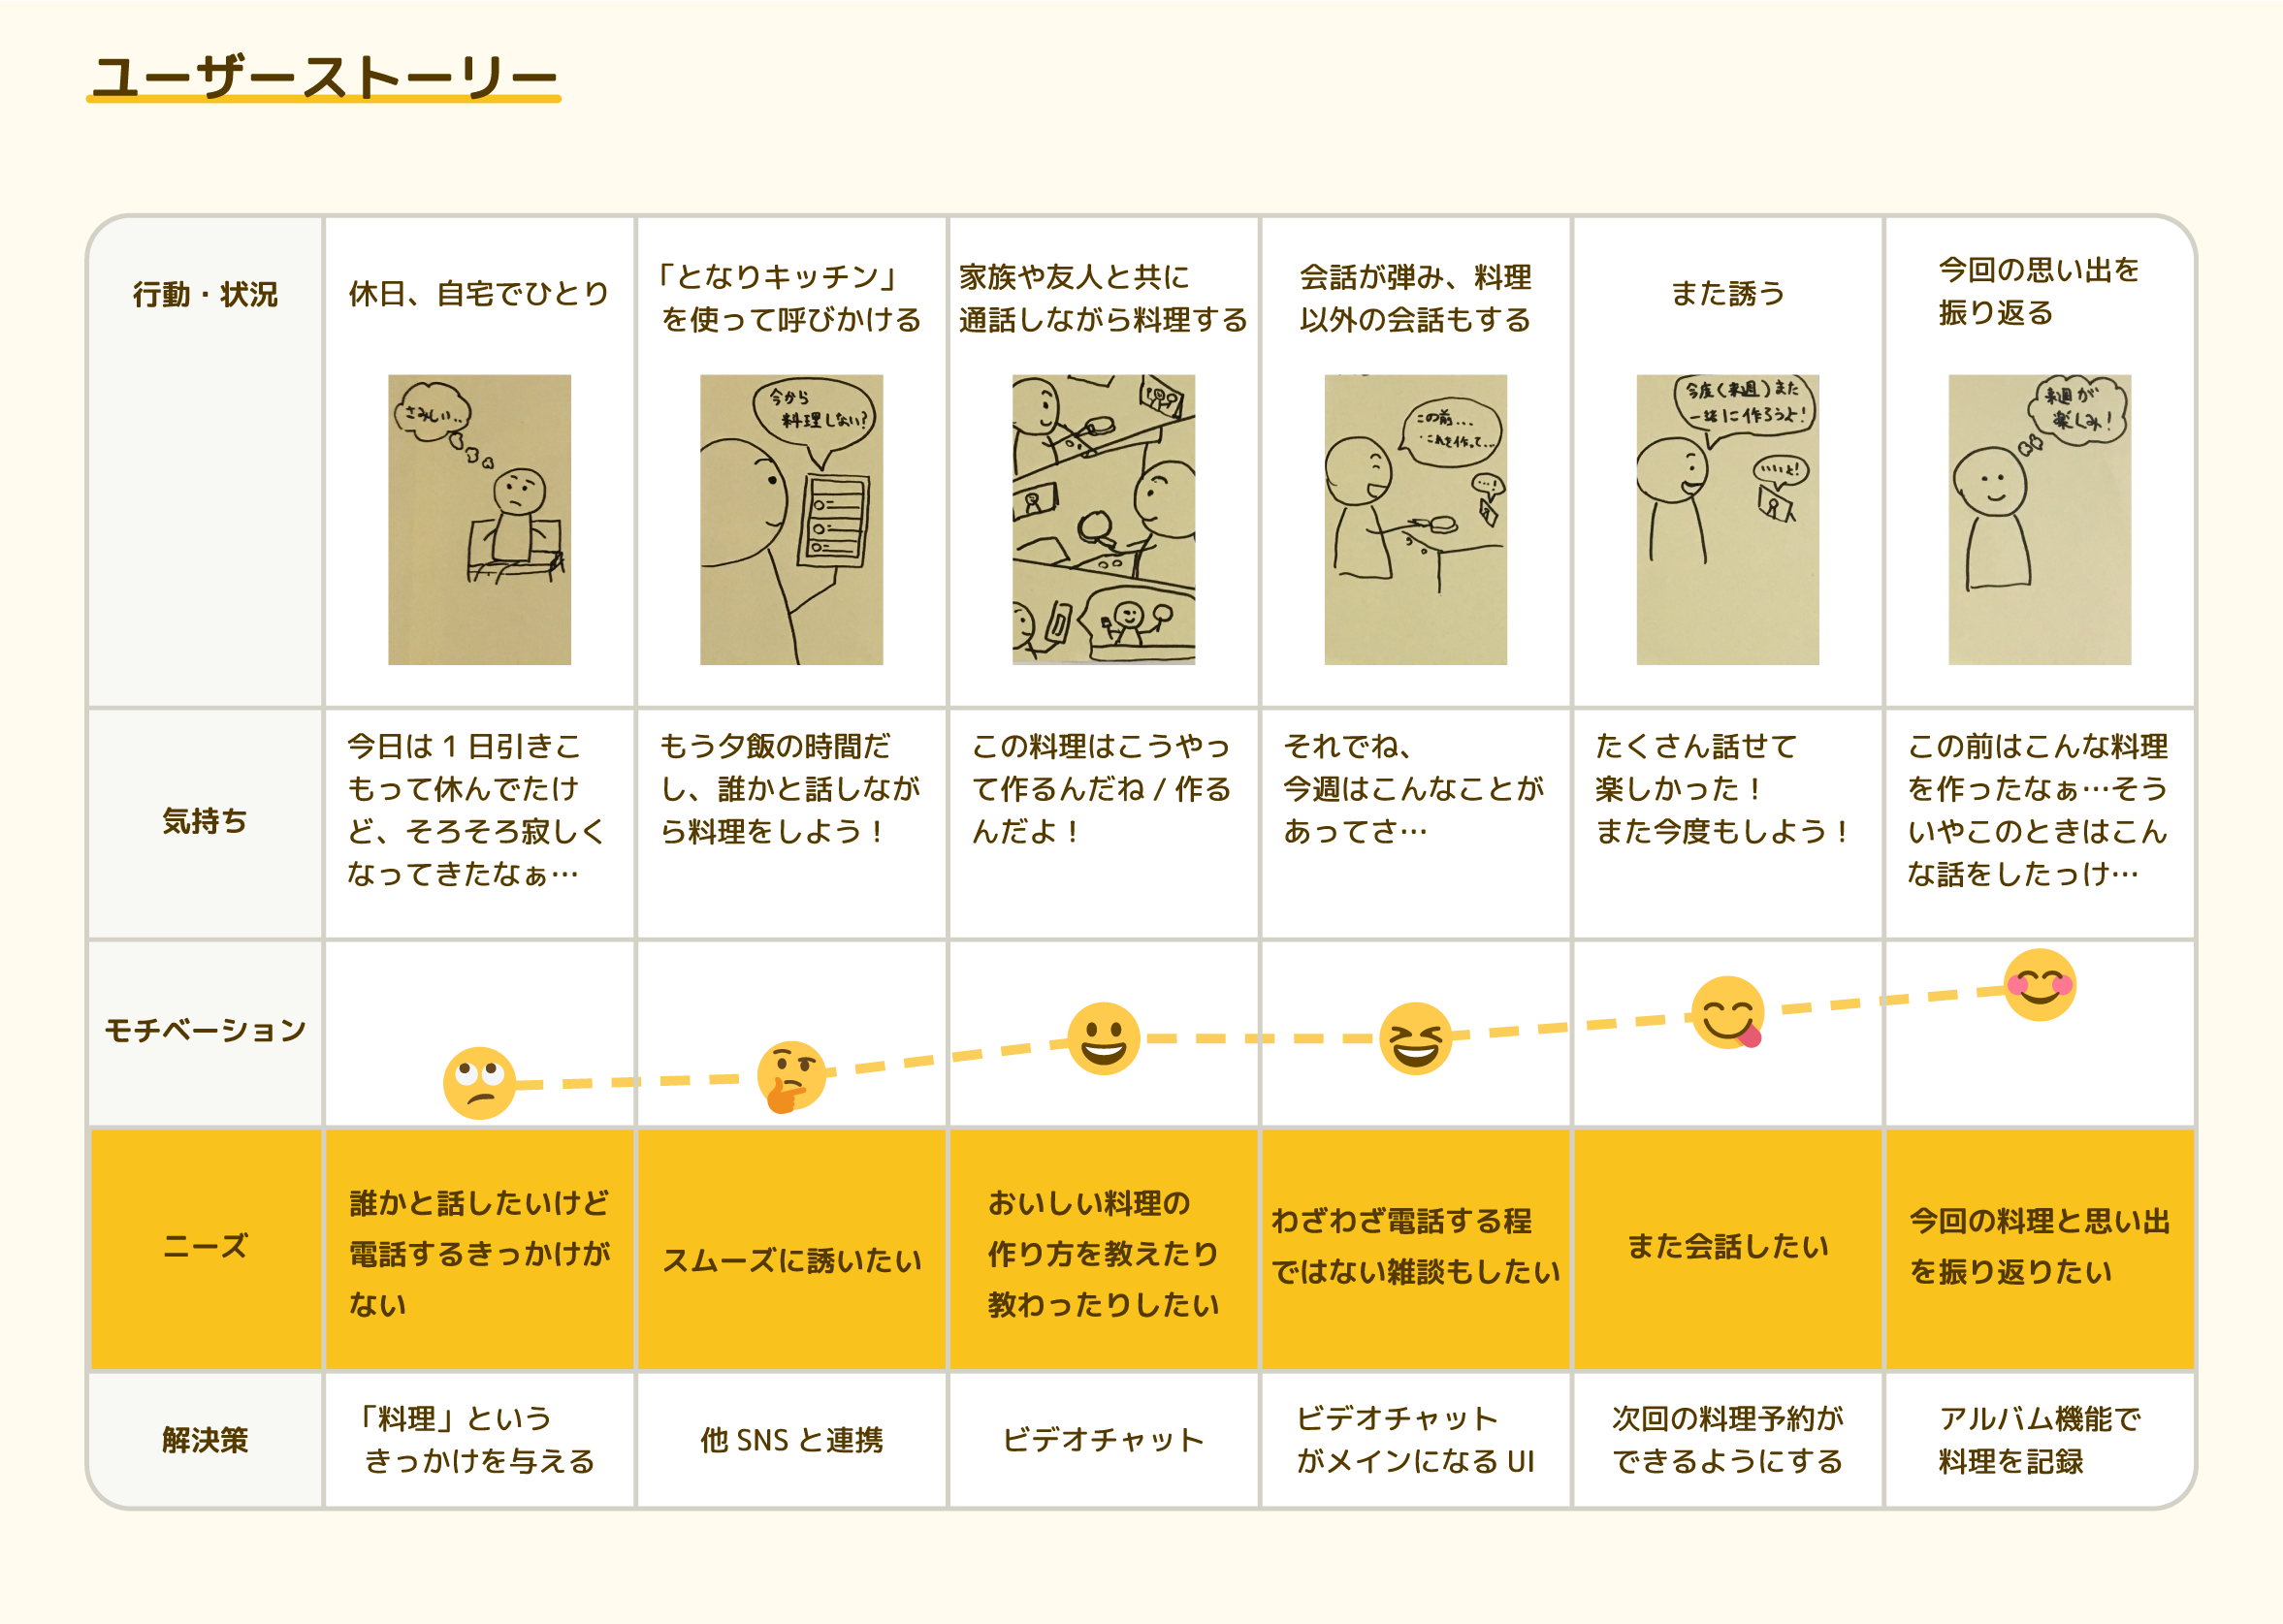 ユーザーストーリー
行動・状況
休日、自宅でひとり
「となりキッチン」
を使って呼びかける
家族や友人と共に
通話しながら料理する
会話が弾み、料理
以外の会話もする
また誘う
今回の思い出を
振り返る
さみしい..
今から
料理しない?
この前...
これを作って...
...!
今度(来週)また
一緒に作ろうよ!
いいよ!
来週が
楽しみ!
気持ち
今日は1日引きこ
もって休んでたけ
ど、そろそろ寂しく
なってきたなぁ…
もう夕飯の時間だ
し、誰かと話しなが
ら料理をしよう!
この料理はこうやっ
て作るんだね / 作る
んだよ!
それでね、
今週はこんなことが
あってさ…
たくさん話せて
楽しかった!
また今度もしよう!
この前はこんな料理
を作ったなぁ…そう
いやこのときはこん
な話をしたっけ…
モチベーション
ニーズ
誰かと話したいけど
電話するきっかけが
ない
スムーズに誘いたい
おいしい料理の
作り方を教えたり
教わったりしたい
わざわざ電話する程
ではない雑談もしたい
また会話したい
今回の料理と思い出
を振り返りたい
解決策
「料理」という
きっかけを与える
他 SNS と連携
ビデオチャット
ビデオチャット
がメインになる UI
次回の料理予約が
できるようにする
アルバム機能で
料理を記録